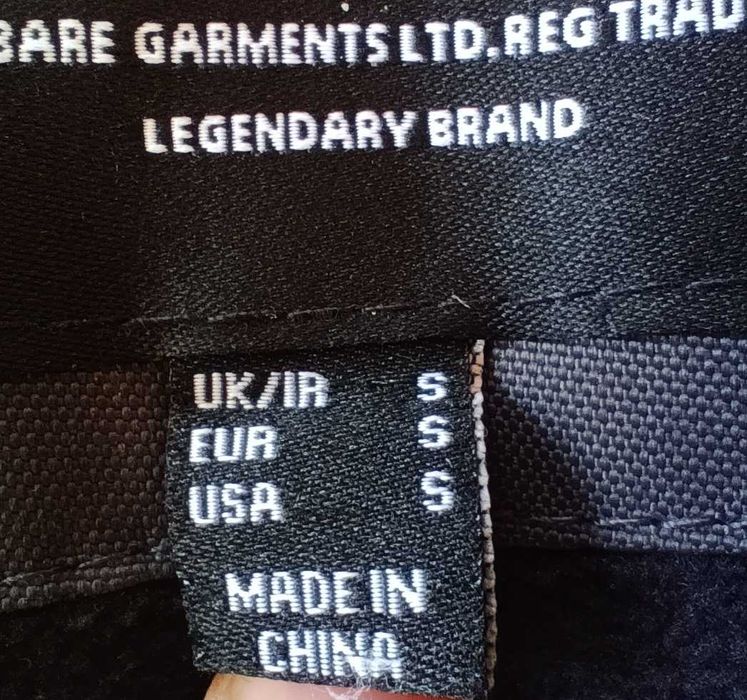 BARE GARMENTS LTD.REG TRAD
LEGENDARY BRAND
UK/IR S
EUR S
USA S
MADE IN
CHINA